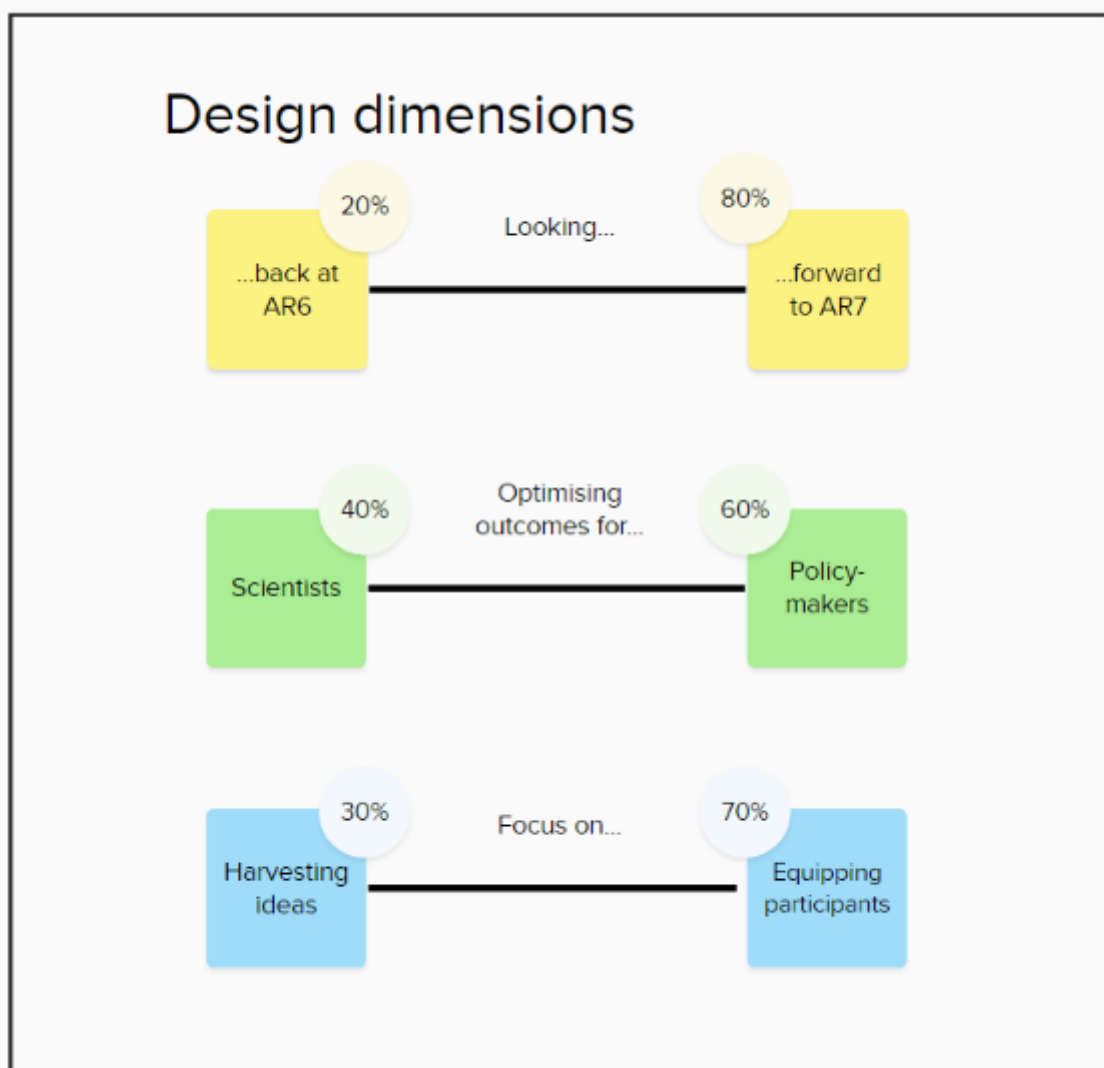 Design dimensions
20%
Looking...
80%
...back at
AR6
...forward
to AR7
40%
Optimising
outcomes for...
60%
Scientists
Policy-
makers
30%
Focus on...
70%
Harvesting
ideas
Equipping
participants